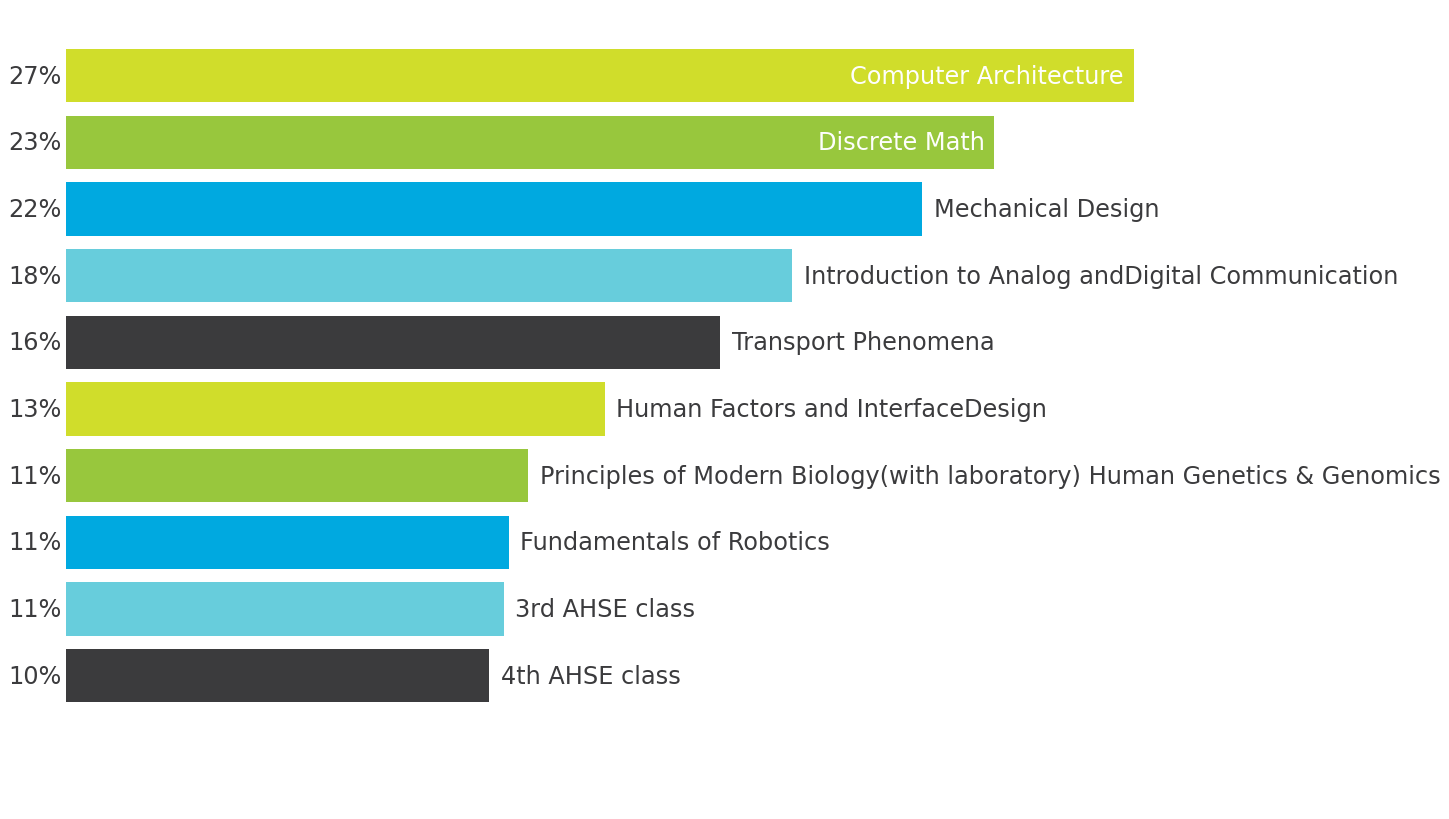 27% Computer Architecture
23% Discrete Math
22% Mechanical Design
18% Introduction to Analog andDigital Communication
16% Transport Phenomena
13% Human Factors and InterfaceDesign
11% Principles of Modern Biology(with laboratory) Human Genetics & Genomics
11% Fundamentals of Robotics
11% 3rd AHSE class
10% 4th AHSE class